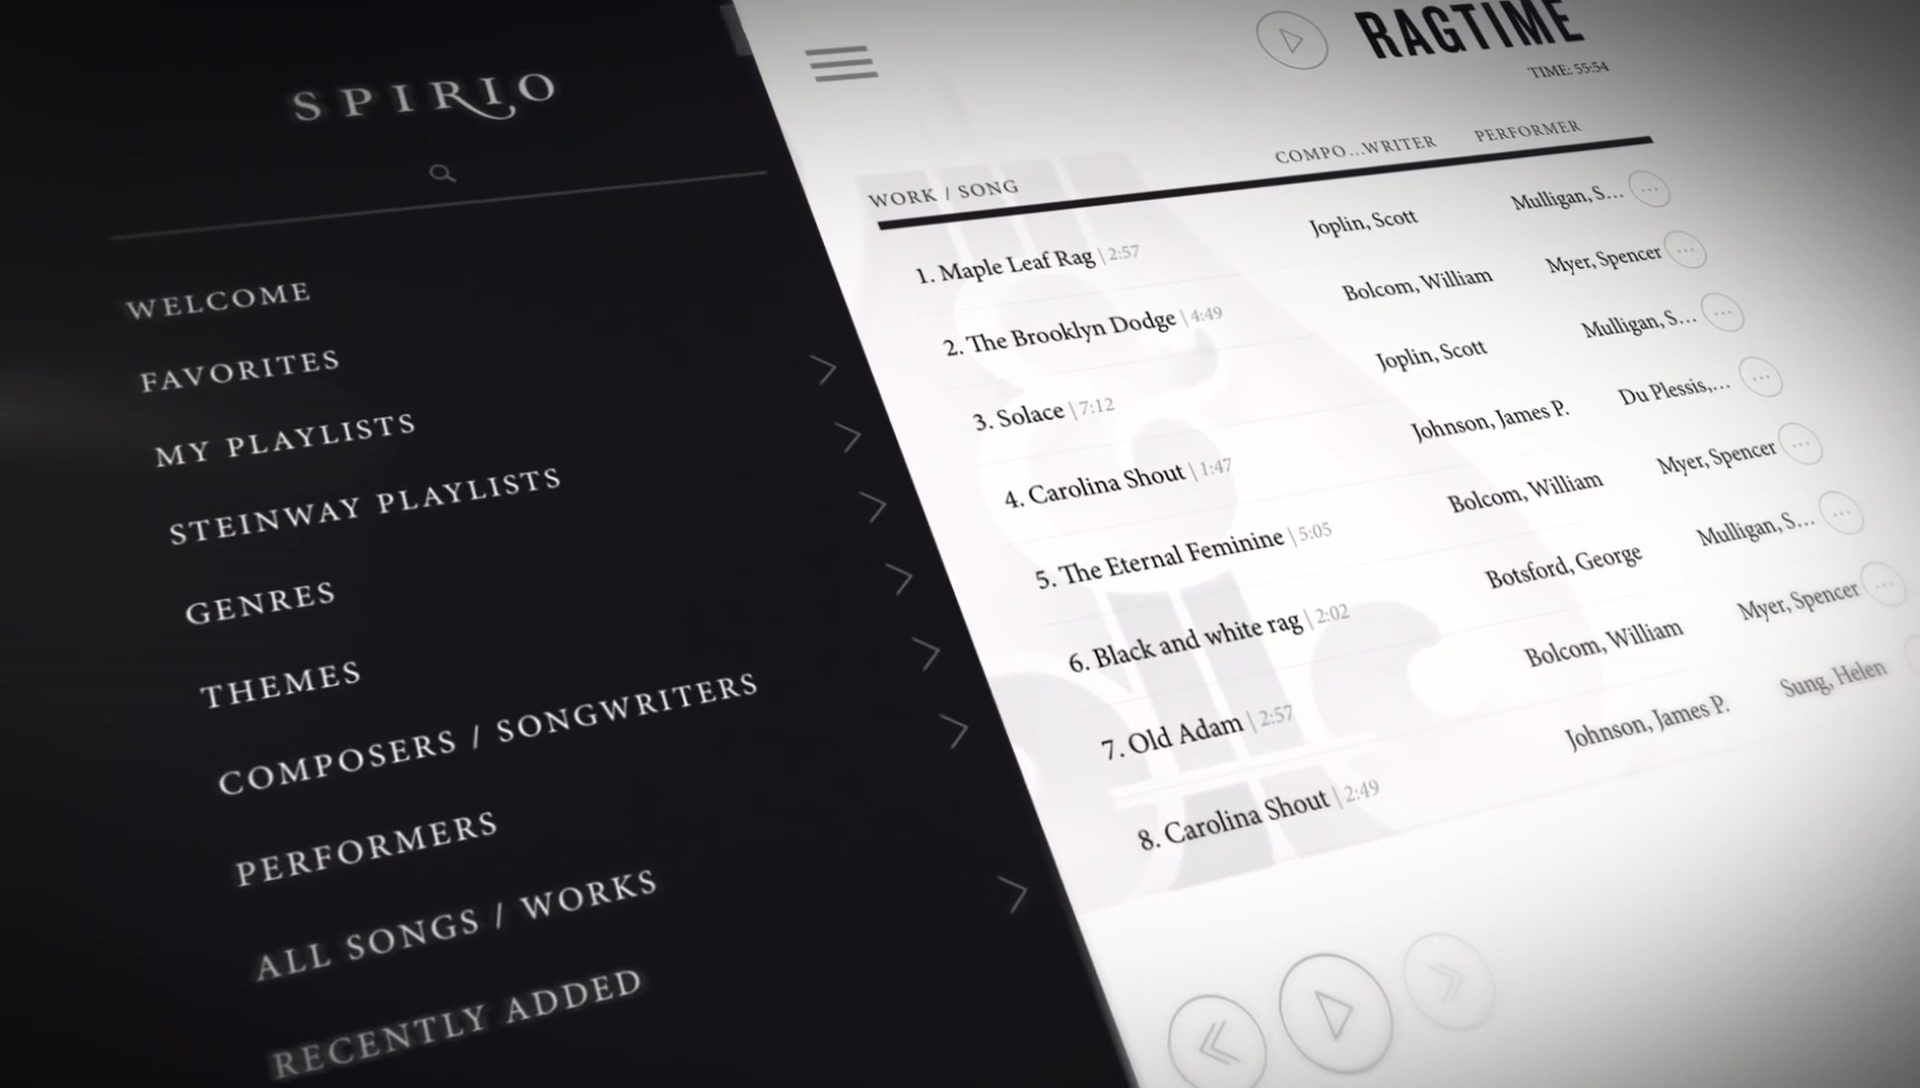 SPIRIO
WELCOME
FAVORITES
MY PLAYLISTS
STEINWAY PLAYLISTS
GENRES
THEMES
COMPOSERS / SONGWRITERS
PERFORMERS
ALL SONGS / WORKS
RECENTLY ADDED
RAGTIME
TIME: 55:54
WORK / SONG COMPO...WRITER PERFORMER
1. Maple Leaf Rag | 2:57 Joplin, Scott Mulligan, S...
2. The Brooklyn Dodge | 4:49 Bolcom, William Myer, Spencer
3. Solace | 7:12 Joplin, Scott Mulligan, S...
4. Carolina Shout | 1:47 Johnson, James P. Du Plessis,...
5. The Eternal Feminine | 5:05 Bolcom, William Myer, Spencer
6. Black and white rag | 2:02 Botsford, George Mulligan, S...
7. Old Adam | 2:57 Bolcom, William Myer, Spencer
8. Carolina Shout | 2:49 Johnson, James P. Sung, Helen